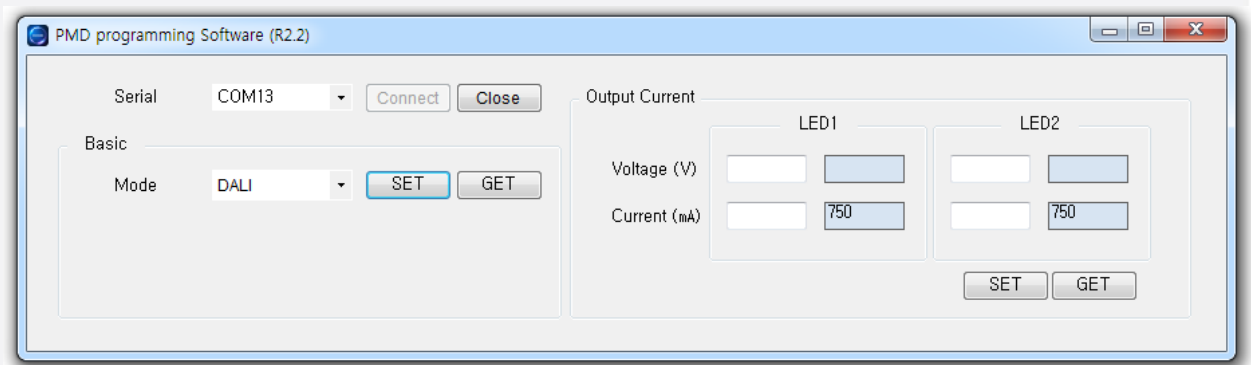 PMD programming Software (R2.2)
Serial COM13 Connect Close
Basic
Mode DALI SET GET
Output Current
LED1 LED2
Voltage (V)
Current (mA) 750 750
SET GET